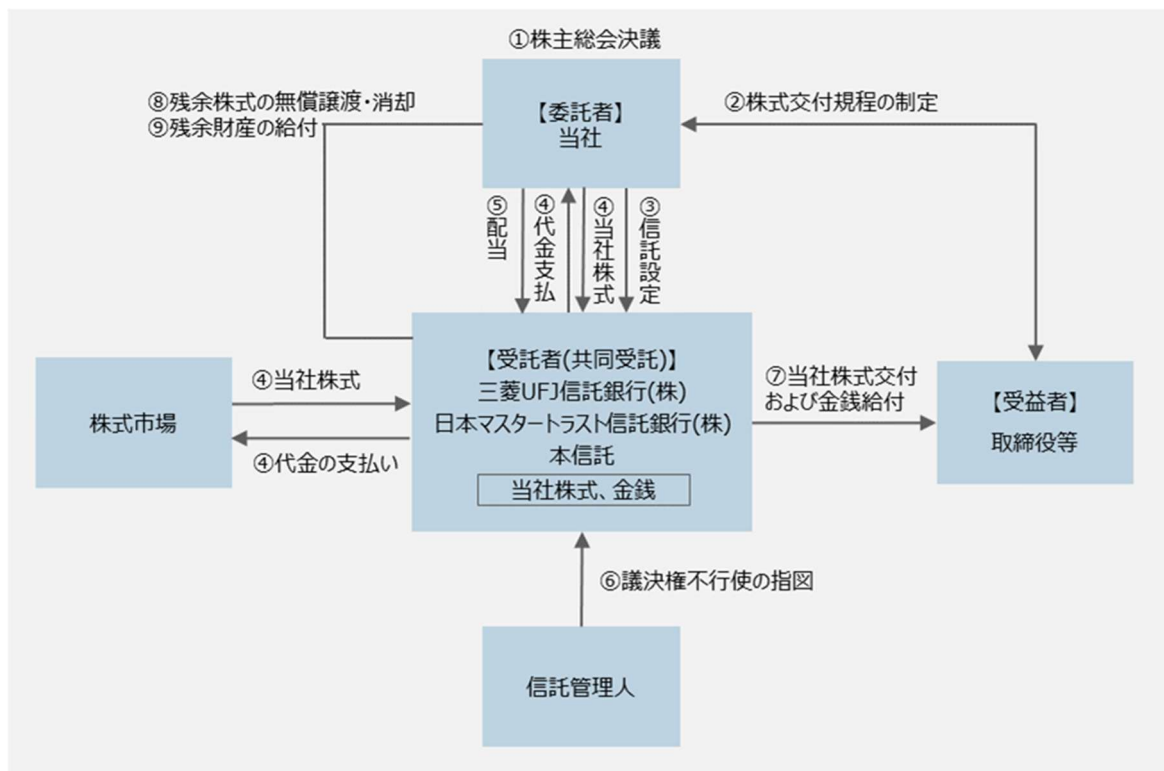 ①株主総会決議
⑧残余株式の無償譲渡・消却
⑨残余財産の給付
【委託者】
当社
②株式交付規程の制定
⑤配当
④代金支払
④当社株式
③信託設定
【受託者(共同受託)】
三菱UFJ信託銀行(株)
日本マスタートラスト信託銀行(株)
本信託
当社株式、金銭
株式市場
④当社株式
④代金の支払い
⑦当社株式交付
および金銭給付
【受益者】
取締役等
⑥議決権不行使の指図
信託管理人